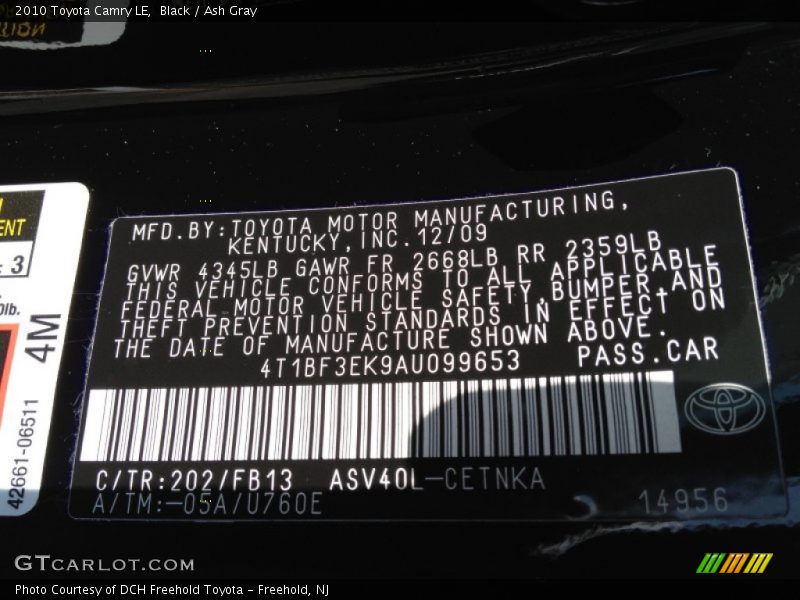 2010 Toyota Camry LE, Black / Ash Gray
ENT
3
lb.
4M
42661-06511
MFD.BY:TOYOTA MOTOR MANUFACTURING,
KENTUCKY,INC.12/09
GVWR 4345LB GAWR FR 2668LB RR 2359LB
THIS VEHICLE CONFORMS TO ALL APPLICABLE
FEDERAL MOTOR VEHICLE SAFETY,BUMPER,AND
THEFT PREVENTION STANDARDS IN EFFECT ON
THE DATE OF MANUFACTURE SHOWN ABOVE.
4T1BF3EK9AU099653 PASS.CAR
C/TR:202/FB13 ASV40L-CETNKA
A/TM:-05A/U760E 14956
GTCARLOT.COM
Photo Courtesy of DCH Freehold Toyota - Freehold, NJ